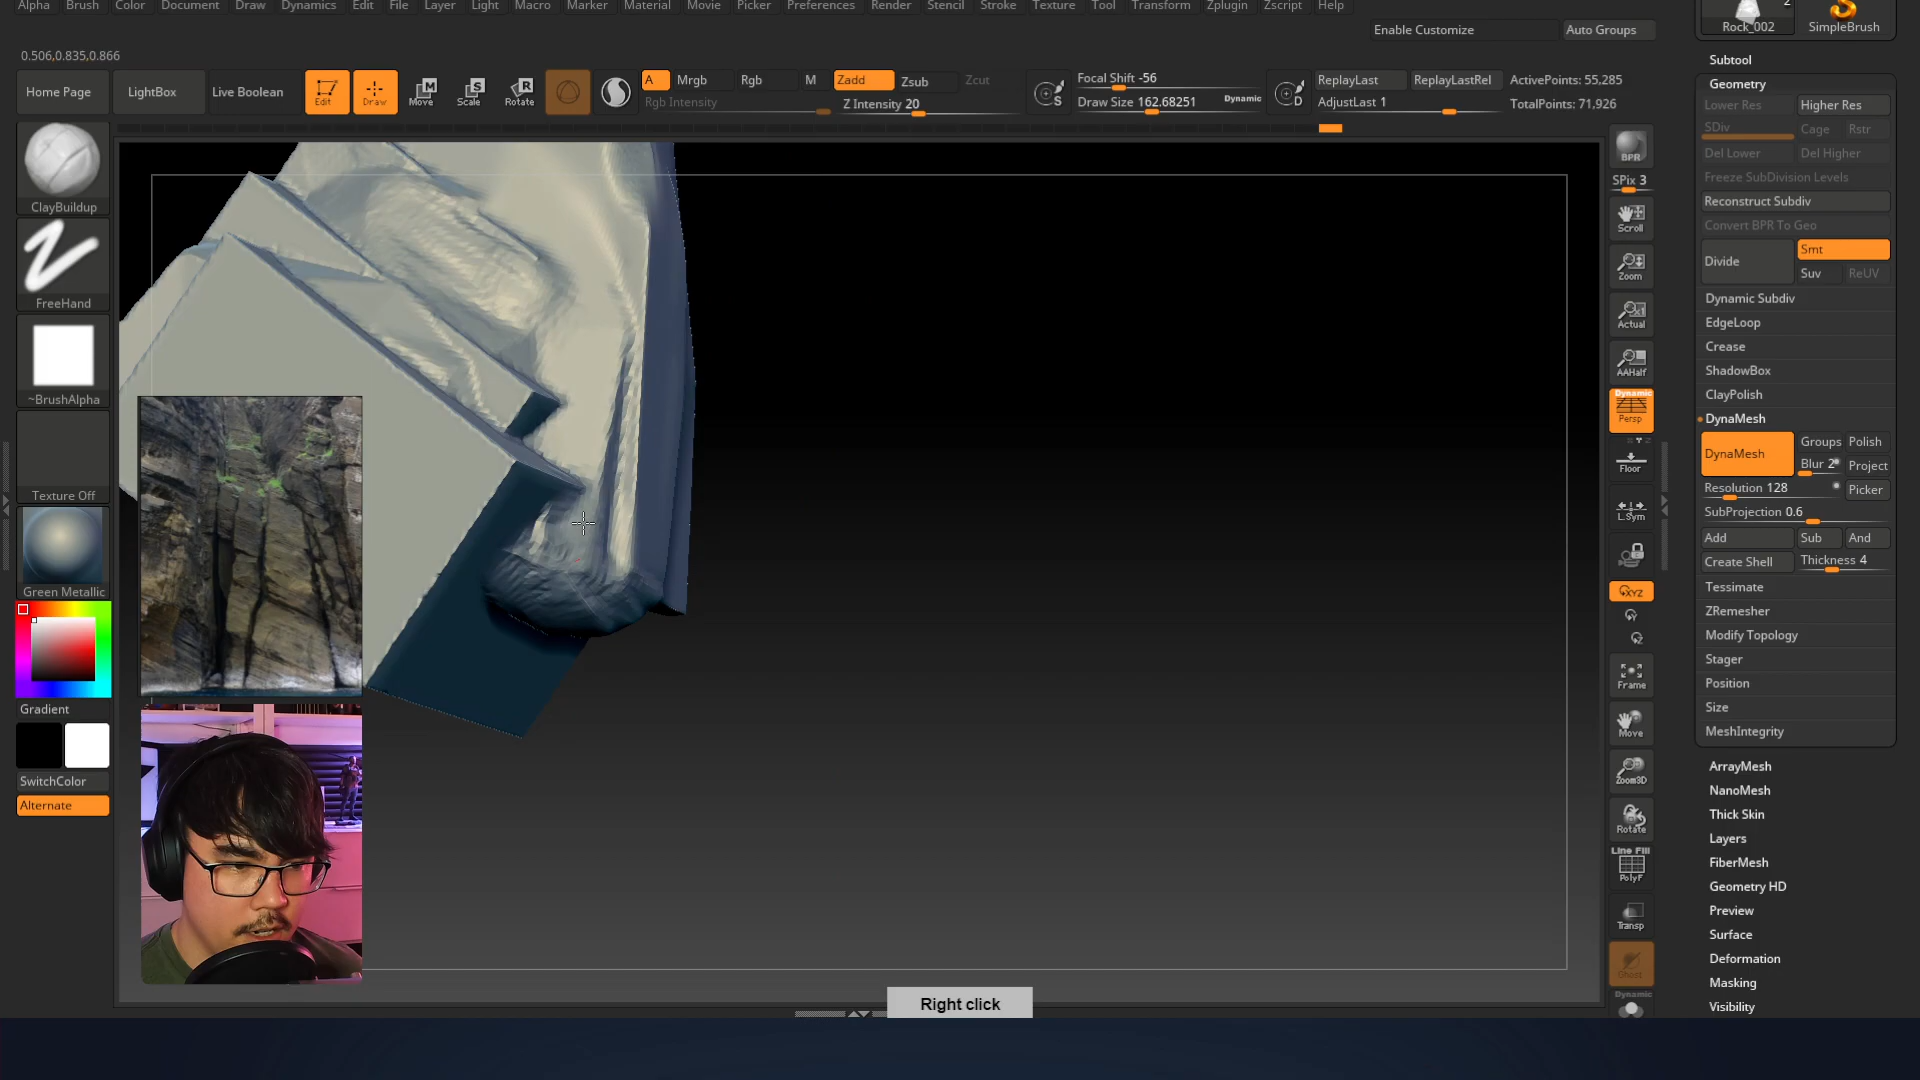 Alpha Brush Color Document Draw Dynamics Edit File Layer Light Macro Marker Material Movie Picker Preferences Render Stencil Stroke Texture Tool Transform Zplugin Zscript Help
Enable Customize Auto Groups
0.506,0.835,0.866
Home Page LightBox Live Boolean Edit Draw Move Scale Rotate
A Mrgb Rgb M Zadd Zsub Zcut
Rgb Intensity Z Intensity 20
Focal Shift -56
Draw Size 162.68251 Dynamic
ReplayLast ReplayLastRel ActivePoints: 55,285
AdjustLast 1 TotalPoints: 71,926
ClayBuildup
FreeHand
~BrushAlpha
Texture Off
Green Metallic
Gradient
SwitchColor
Alternate
Right click
BPR
SPix 3
Scroll
Zoom
Actual
AAHalf
Dynamic
Persp
Floor
L.Sym
XYZ
Frame
Move
Zoom3D
Rotate
Line Fill
PolyF
Transp
Ghost
Dynamic
2
Rock_002 SimpleBrush
Subtool
Geometry
Lower Res Higher Res
SDiv Cage Rstr
Del Lower Del Higher
Freeze SubDivision Levels
Reconstruct Subdiv
Convert BPR To Geo
Divide Smt
Suv ReUV
Dynamic Subdiv
EdgeLoop
Crease
ShadowBox
ClayPolish
DynaMesh
DynaMesh Groups Polish
Blur 2 Project
Resolution 128 Picker
SubProjection 0.6
Add Sub And
Create Shell Thickness 4
Tessimate
ZRemesher
Modify Topology
Stager
Position
Size
MeshIntegrity
ArrayMesh
NanoMesh
Thick Skin
Layers
FiberMesh
Geometry HD
Preview
Surface
Deformation
Masking
Visibility